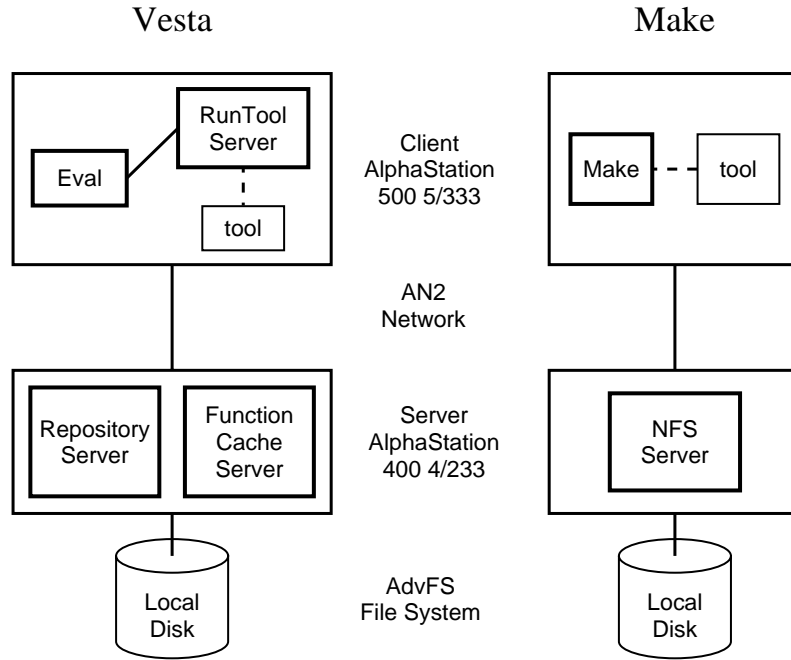 Vesta
Make
RunTool
Server
Eval
tool
Client
AlphaStation
500 5/333
Make
tool
AN2
Network
Repository
Server
Function
Cache
Server
Server
AlphaStation
400 4/233
NFS
Server
Local
Disk
AdvFS
File System
Local
Disk